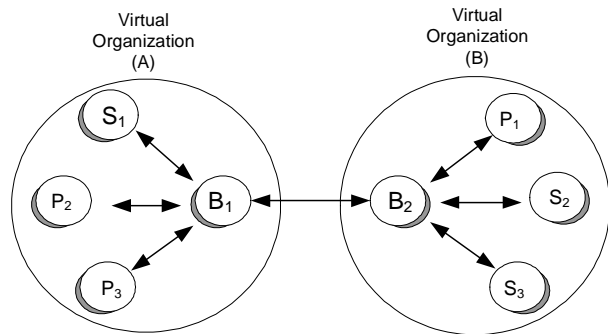 Virtual
Organization
(A)
Virtual
Organization
(B)
S₁
P₂
P₃
B₁
B₂
P₁
S₂
S₃